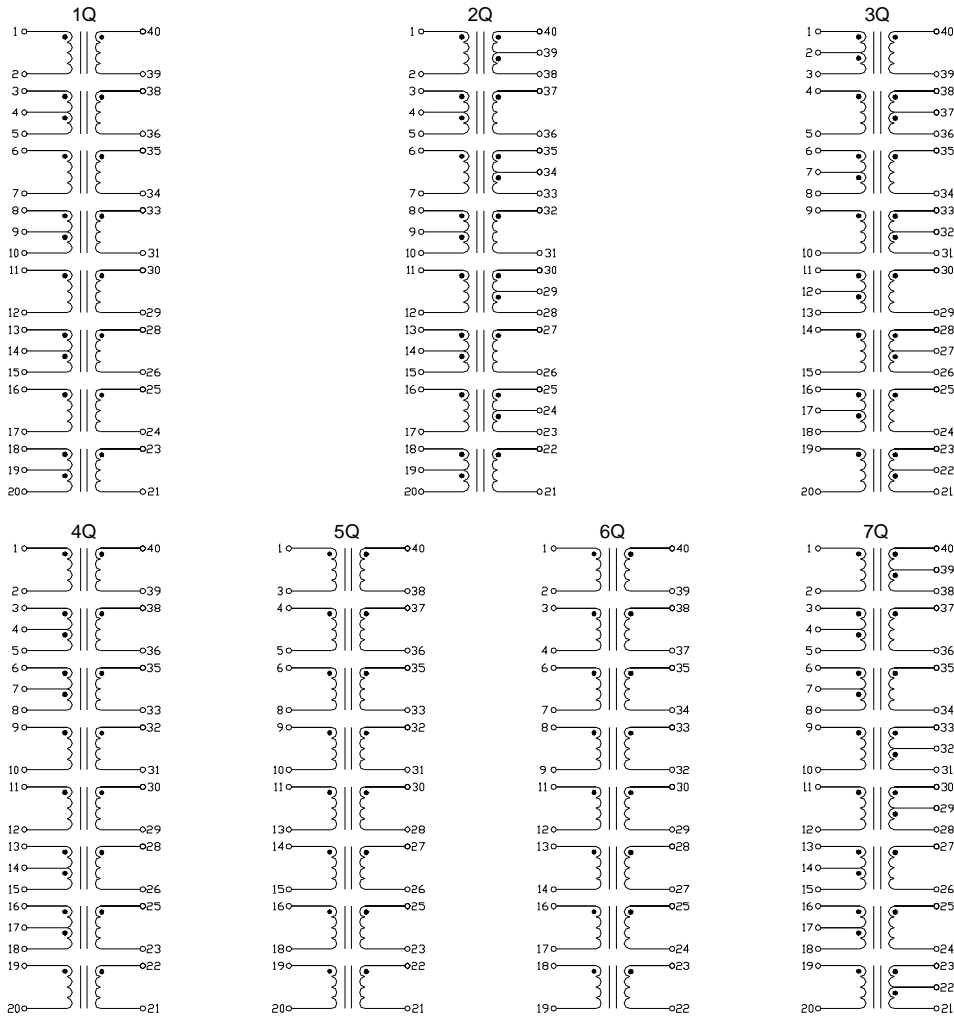 1Q 2Q 3Q
1 40 1 40 1 40
39 2
2 39 2 38 3 39
3 38 3 37 4 38
4 4 37
5 36 5 36 5 36
6 35 6 35 6 35
34 7
7 34 7 33 8 34
8 33 8 32 9 33
9 9 32
10 31 10 31 10 31
11 30 11 30 11 30
29 12
12 29 12 28 13 29
13 28 13 27 14 28
14 14 27
15 26 15 26 15 26
16 25 16 25 16 25
24 17
17 24 17 23 18 24
18 23 18 22 19 23
19 19 22
20 21 20 21 20 21
4Q 5Q 6Q 7Q
1 40 1 40 1 40 1 40
39
2 39 3 38 2 39 2 38
3 38 4 37 3 38 3 37
4 4
5 36 5 36 4 37 5 36
6 35 6 35 6 35 6 35
7 7
8 33 8 33 7 34 8 34
9 32 9 32 8 33 9 33
32
10 31 10 31 9 32 10 31
11 30 11 30 11 30 11 30
29
12 29 13 28 12 29 12 28
13 28 14 27 13 28 13 27
14 14
15 26 15 26 14 27 15 26
16 25 16 25 16 25 16 25
17 17
18 23 18 23 17 24 18 24
19 22 19 22 18 23 19 23
22
20 21 20 21 19 22 20 21